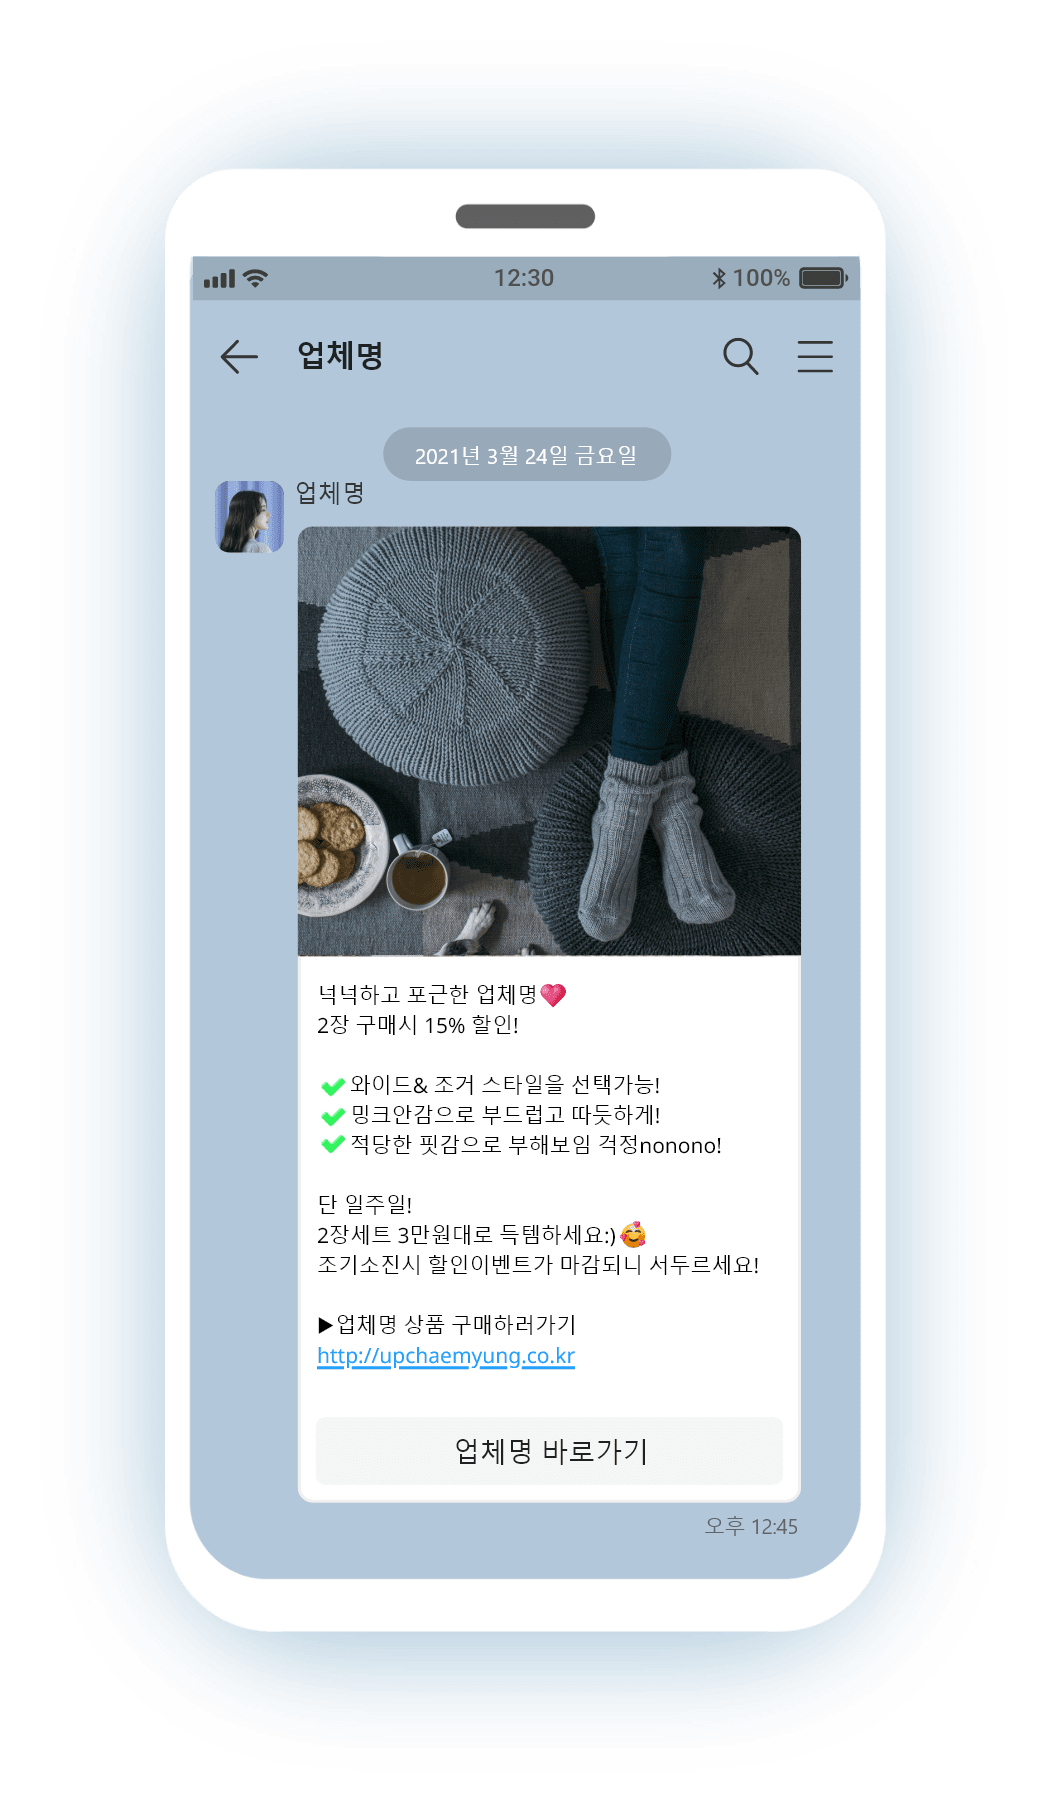 12:30
100%
업체명
2021년 3월 24일 금요일
업체명
넉넉하고 포근한 업체명💖
2장 구매시 15% 할인!
✔ 와이드& 조거 스타일을 선택가능!
✔ 밍크안감으로 부드럽고 따듯하게!
✔ 적당한 핏감으로 부해보임 걱정nonono!
단 일주일!
2장세트 3만원대로 득템하세요:)🥰
조기소진시 할인이벤트가 마감되니 서두르세요!
▶업체명 상품 구매하러가기
http://upchaemyung.co.kr
업체명 바로가기
오후 12:45